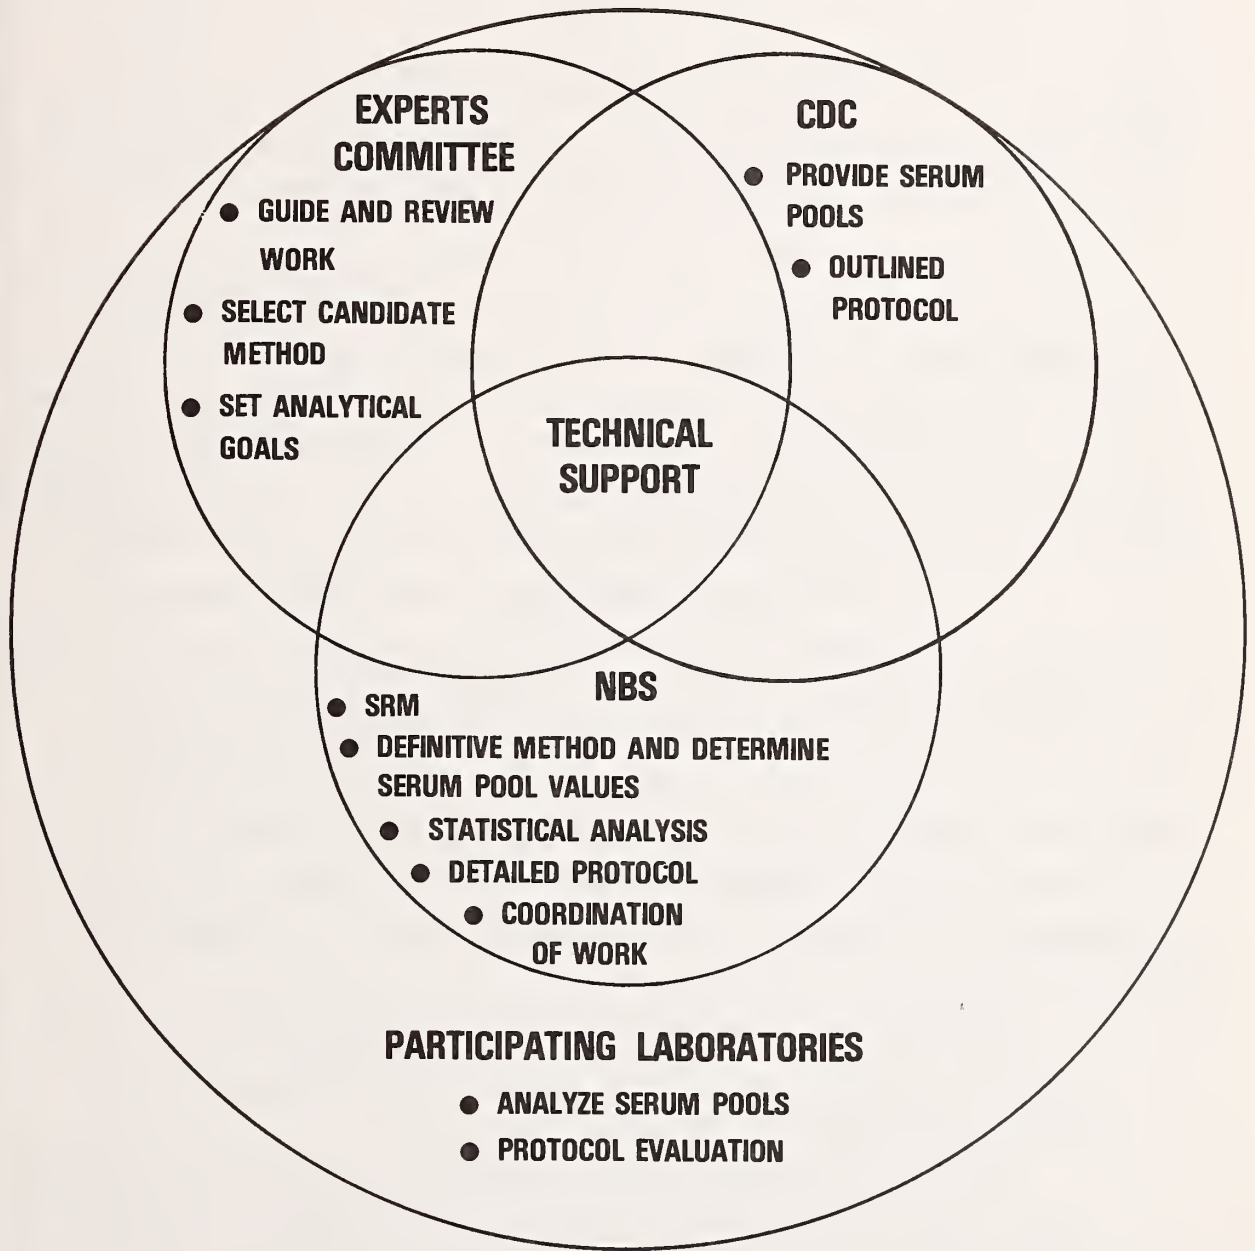 EXPERTS
COMMITTEE
● GUIDE AND REVIEW
WORK
● SELECT CANDIDATE
METHOD
● SET ANALYTICAL
GOALS
CDC
● PROVIDE SERUM
POOLS
● OUTLINED
PROTOCOL
TECHNICAL
SUPPORT
NBS
● SRM
● DEFINITIVE METHOD AND DETERMINE
SERUM POOL VALUES
● STATISTICAL ANALYSIS
● DETAILED PROTOCOL
● COORDINATION
OF WORK
PARTICIPATING LABORATORIES
● ANALYZE SERUM POOLS
● PROTOCOL EVALUATION